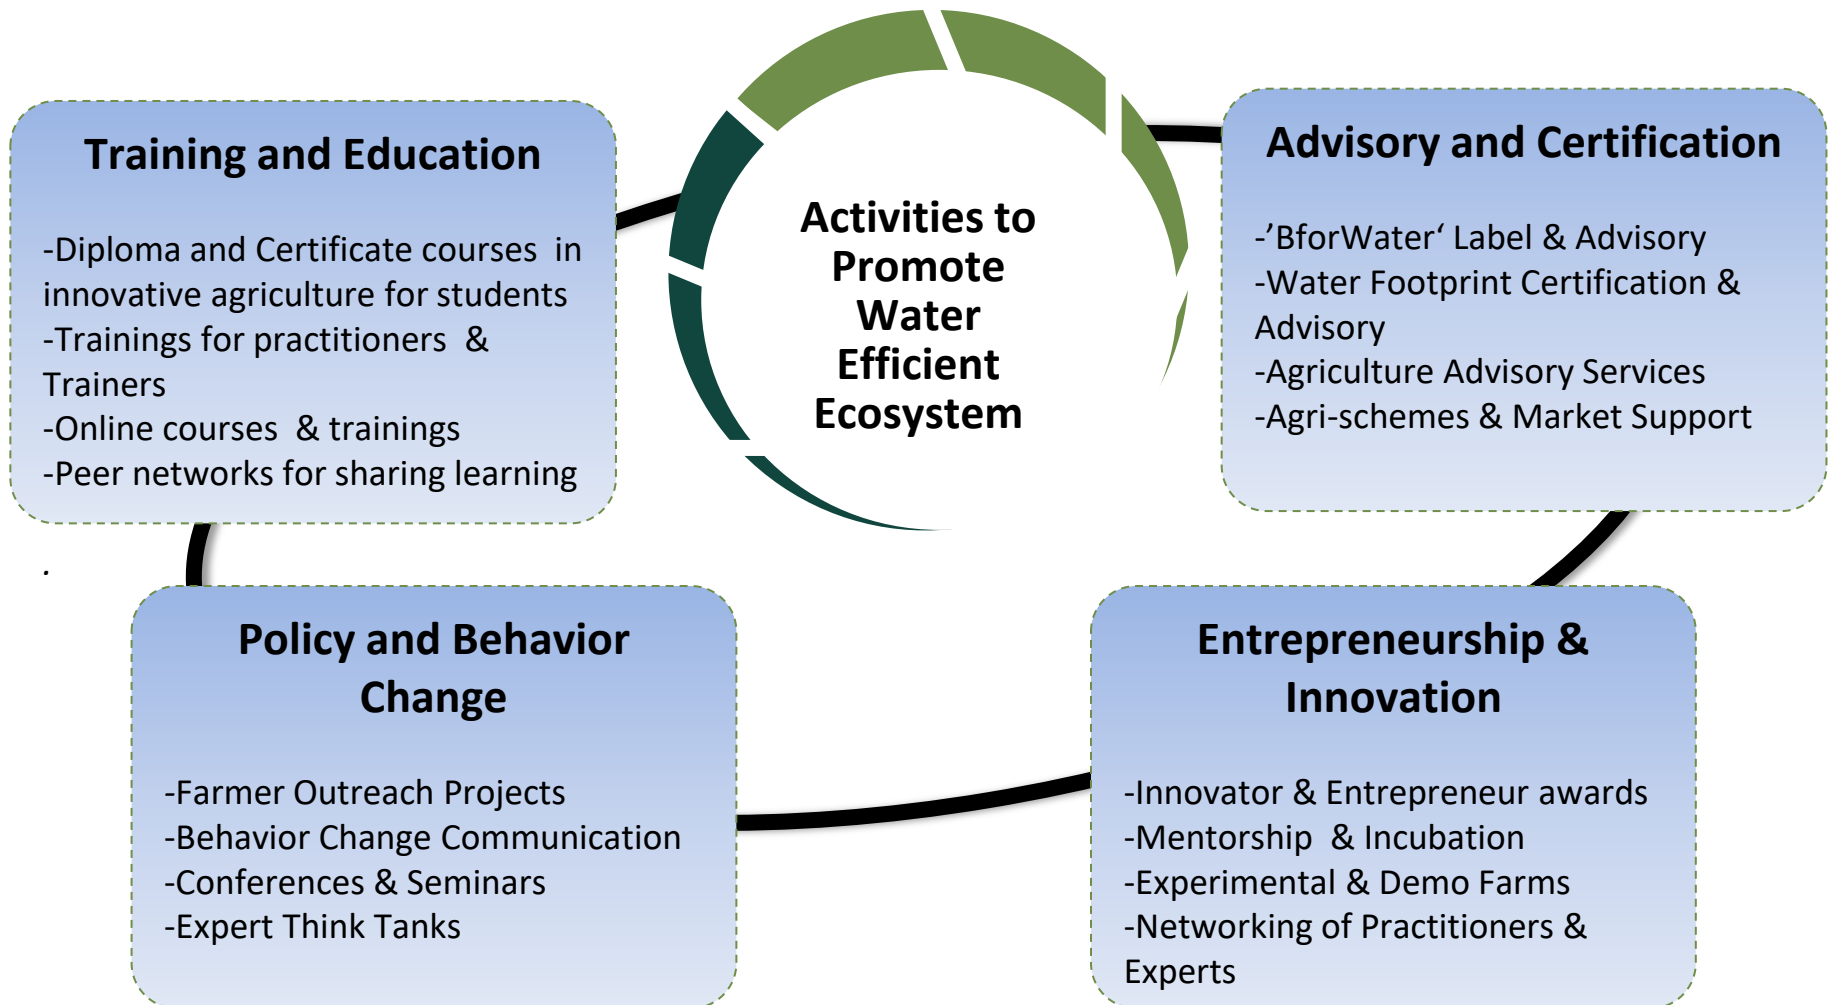 Training and Education
-Diploma and Certificate courses  in
innovative agriculture for students
-Trainings for practitioners  &
Trainers
-Online courses  & trainings
-Peer networks for sharing learning
.
Activities to
Promote
Water
Efficient
Ecosystem
Advisory and Certification
-’BforWater‘ Label & Advisory
-Water Footprint Certification &
Advisory
-Agriculture Advisory Services
-Agri-schemes & Market Support
Policy and Behavior
Change
-Farmer Outreach Projects
-Behavior Change Communication
-Conferences & Seminars
-Expert Think Tanks
Entrepreneurship &
Innovation
-Innovator & Entrepreneur awards
-Mentorship  & Incubation
-Experimental & Demo Farms
-Networking of Practitioners &
Experts